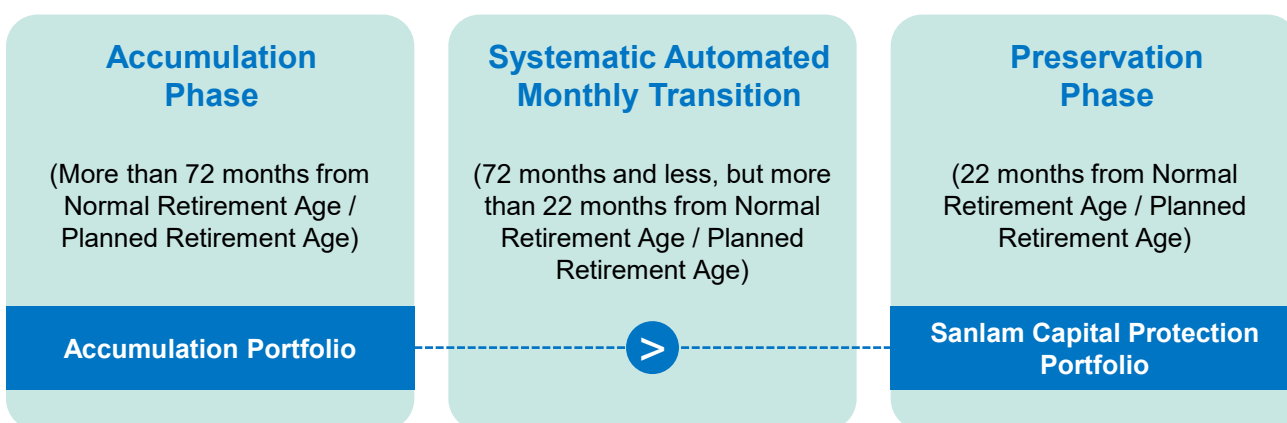 Accumulation
Phase
(More than 72 months from
Normal Retirement Age /
Planned Retirement Age)
Accumulation Portfolio
Systematic Automated
Monthly Transition
(72 months and less, but more
than 22 months from Normal
Retirement Age / Planned
Retirement Age)
>
Preservation
Phase
(22 months from Normal
Retirement Age / Planned
Retirement Age)
Sanlam Capital Protection
Portfolio